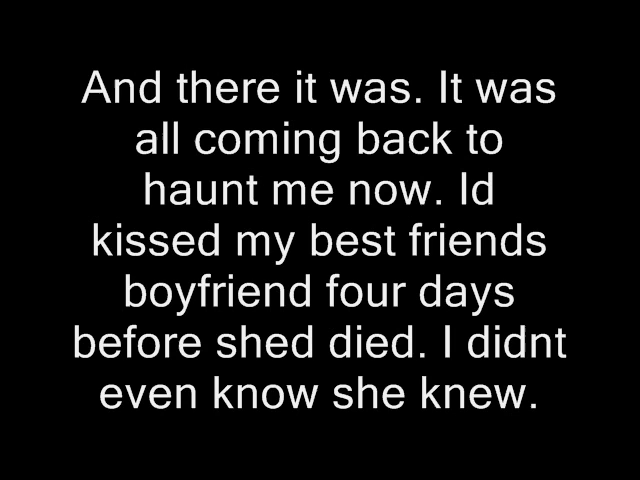 And there it was. It was
all coming back to
haunt me now. Id
kissed my best friends
boyfriend four days
before shed died. I didnt
even know she knew.